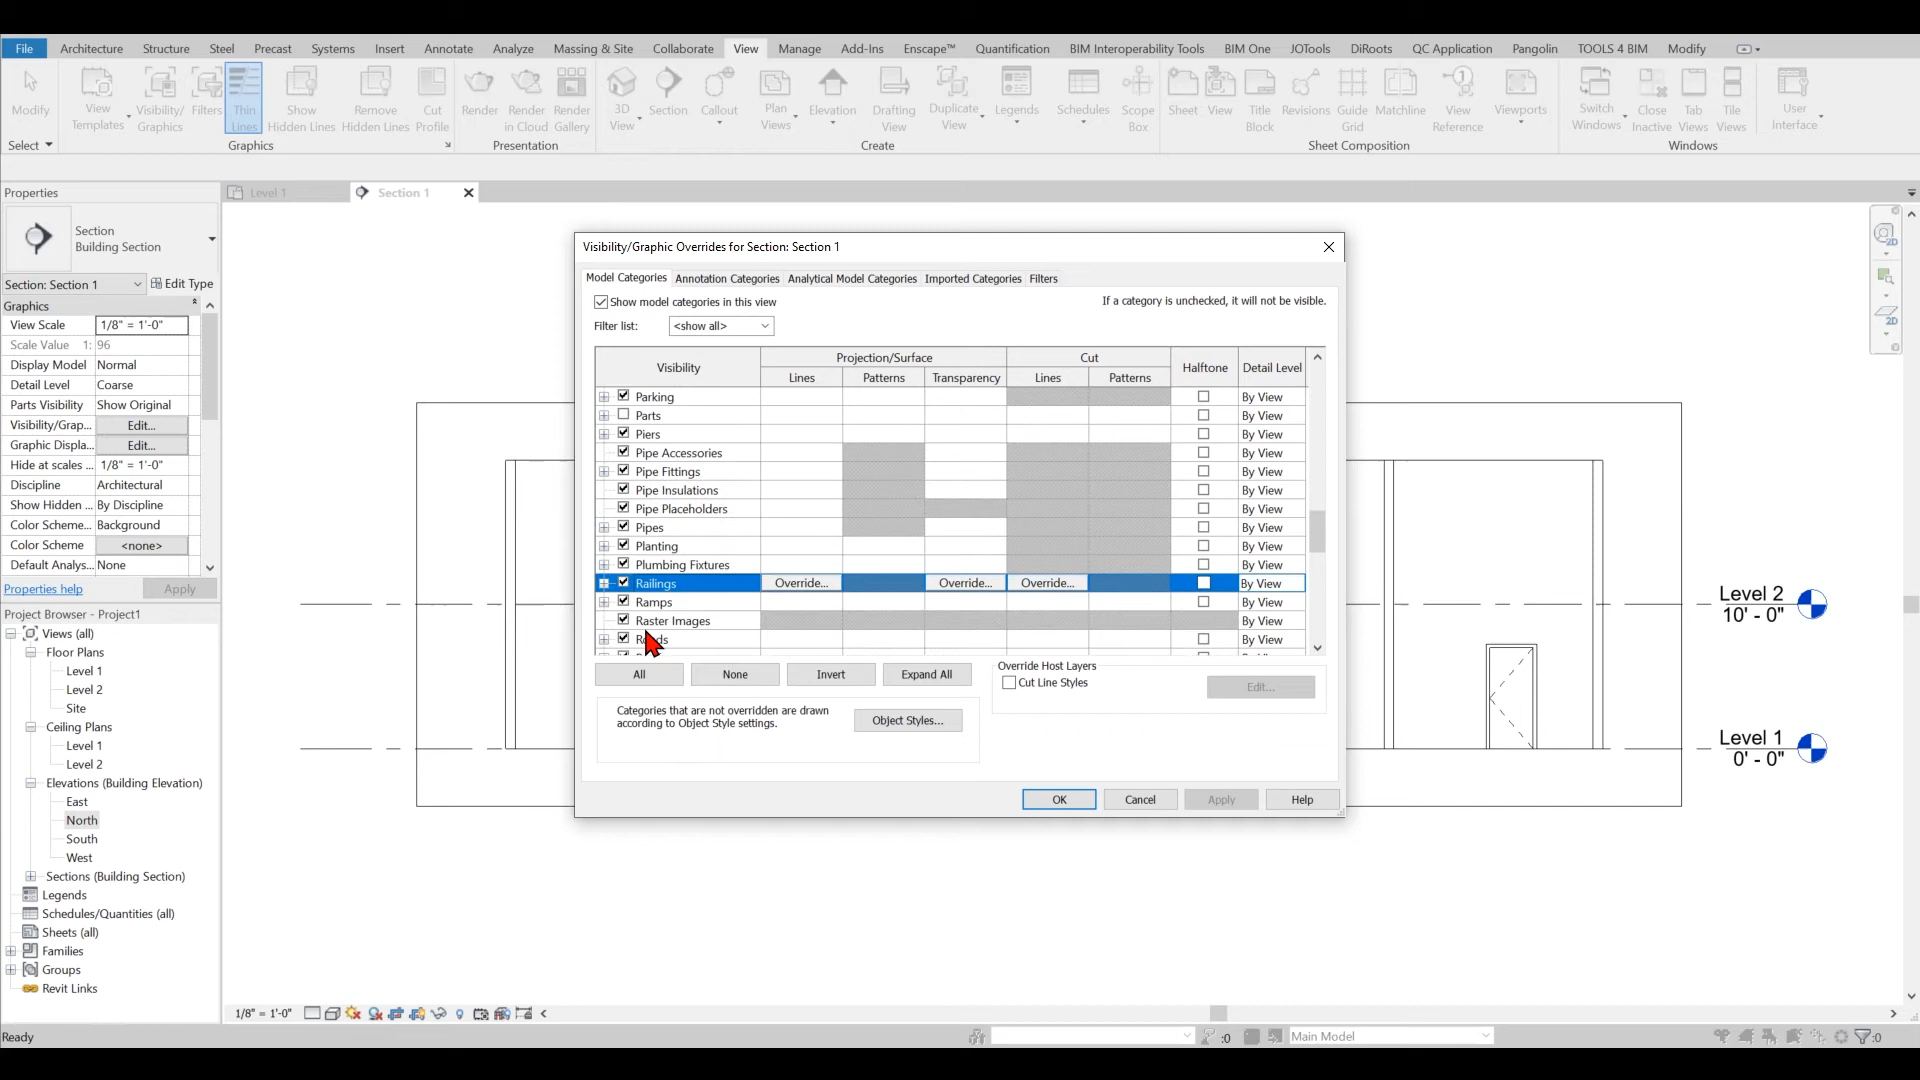 File Architecture Structure Steel Precast Systems Insert Annotate Analyze Massing & Site Collaborate View Manage Add-Ins Enscape™ Quantification BIM Interoperability Tools BIM One JOTools DiRoots QC Application Pangolin TOOLS 4 BIM Modify
Modify
View Templates
Visibility/ Graphics
Filters
Thin Lines
Show Hidden Lines
Remove Hidden Lines
Cut Profile
Render
Render in Cloud
Render Gallery
3D View
Section
Callout
Plan Views
Elevation
Drafting View
Duplicate View
Legends
Schedules
Scope Box
Sheet
View
Title Block
Revisions
Guide Grid
Matchline
View Reference
Viewports
Switch Windows
Close Inactive
Tab Views
Tile Views
User Interface
Select Graphics Presentation Create Sheet Composition Windows
Properties
Level 1
Section 1
Section
Building Section
Section: Section 1 Edit Type
Graphics
View Scale 1/8" = 1'-0"
Scale Value 1: 96
Display Model Normal
Detail Level Coarse
Parts Visibility Show Original
Visibility/Grap... Edit...
Graphic Displa... Edit...
Hide at scales ... 1/8" = 1'-0"
Discipline Architectural
Show Hidden ... By Discipline
Color Scheme... Background
Color Scheme <none>
Default Analys... None
Properties help Apply
Project Browser - Project1
Views (all)
Floor Plans
Level 1
Level 2
Site
Ceiling Plans
Level 1
Level 2
Elevations (Building Elevation)
East
North
South
West
Sections (Building Section)
Legends
Schedules/Quantities (all)
Sheets (all)
Families
Groups
Revit Links
Visibility/Graphic Overrides for Section: Section 1
Model Categories Annotation Categories Analytical Model Categories Imported Categories Filters
Show model categories in this view If a category is unchecked, it will not be visible.
Filter list: <show all>
Visibility Projection/Surface Cut Halftone Detail Level
Lines Patterns Transparency Lines Patterns
Parking By View
Parts By View
Piers By View
Pipe Accessories By View
Pipe Fittings By View
Pipe Insulations By View
Pipe Placeholders By View
Pipes By View
Planting By View
Plumbing Fixtures By View
Railings Override... Override... Override... By View
Ramps By View
Raster Images By View
By View
All None Invert Expand All
Override Host Layers
Cut Line Styles Edit...
Categories that are not overridden are drawn
according to Object Style settings.
Object Styles...
OK Cancel Apply Help
Level 2
10' - 0"
Level 1
0' - 0"
2D
2D
1/8" = 1'-0"
Ready :0 Main Model :0